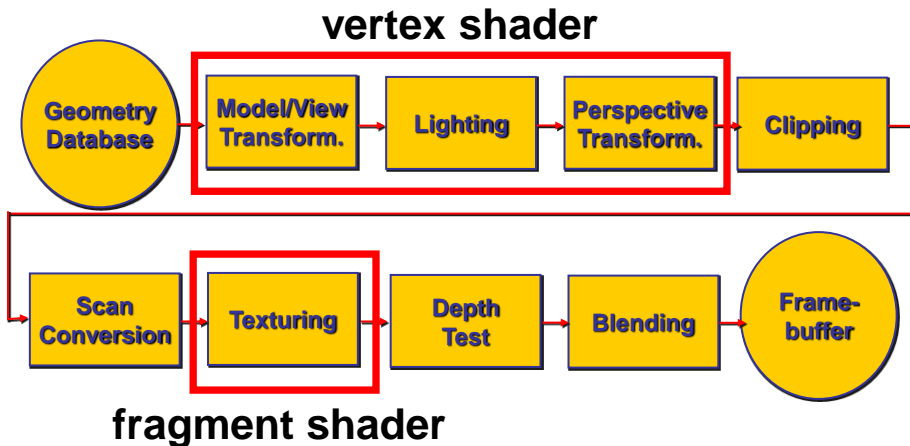 vertex shader
Geometry
Database
Model/View
Transform.
Lighting
Perspective
Transform.
Clipping
Scan
Conversion
Texturing
Depth
Test
Blending
Frame-
buffer
fragment shader